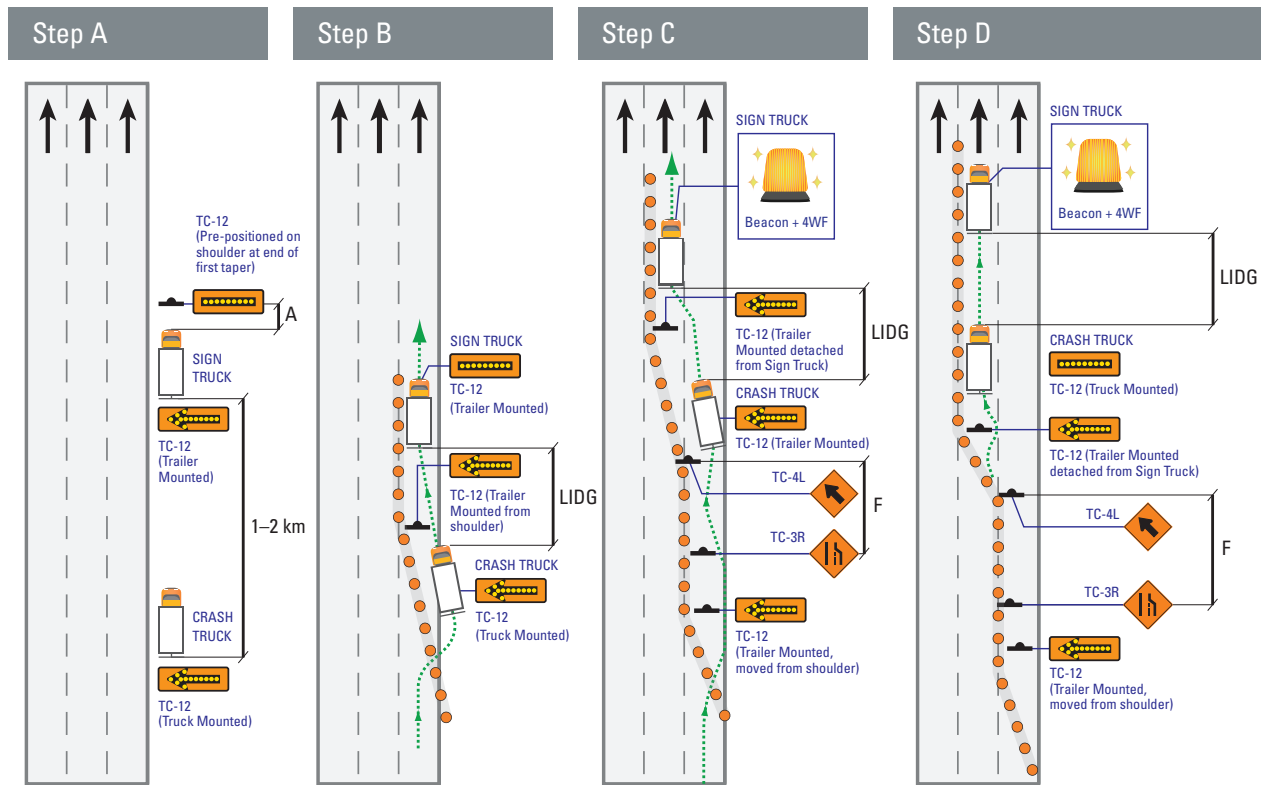 Step A
TC-12
(Pre-positioned on
shoulder at end of
first taper)
A
SIGN
TRUCK
TC-12
(Trailer
Mounted)
1–2 km
CRASH
TRUCK
TC-12
(Truck Mounted)
Step B
SIGN TRUCK
TC-12
(Trailer Mounted)
TC-12 (Trailer
Mounted from
shoulder)
LIDG
CRASH TRUCK
TC-12
(Truck Mounted)
Step C
SIGN TRUCK
Beacon + 4WF
TC-12 (Trailer
Mounted detached
from Sign Truck)
LIDG
CRASH TRUCK
TC-12 (Trailer Mounted)
TC-4L
F
TC-3R
TC-12
(Trailer Mounted,
moved from shoulder)
Step D
SIGN TRUCK
Beacon + 4WF
LIDG
CRASH TRUCK
TC-12 (Truck Mounted)
TC-12 (Trailer Mounted
detached from Sign Truck)
TC-4L
F
TC-3R
TC-12
(Trailer Mounted,
moved from shoulder)